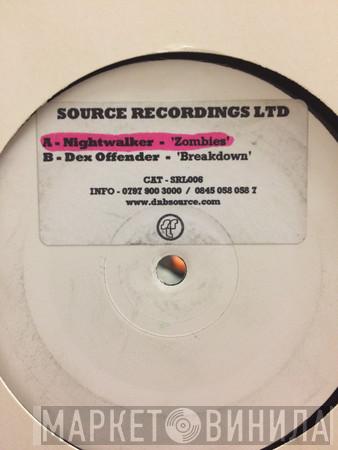 SOURCE RECORDINGS LTD
A - Nightwalker - 'Zombies'
B - Dex Offender - 'Breakdown'
CAT - SRL006
INFO - 0797 900 3000 / 0845 058 058 7
www.dnbsource.com
МАРКЕТ ВИНИЛА